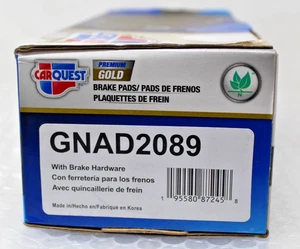 CARQUEST
PREMIUM
GOLD
BRAKE PADS/ PADS DE FRENOS
PLAQUETTES DE FREIN
GNAD2089
With Brake Hardware
Con ferreteria para los frenos
Avec quincaillerie de frein
Made in/Hecho en/Fabriqué en Korea
1 95580 87245 8